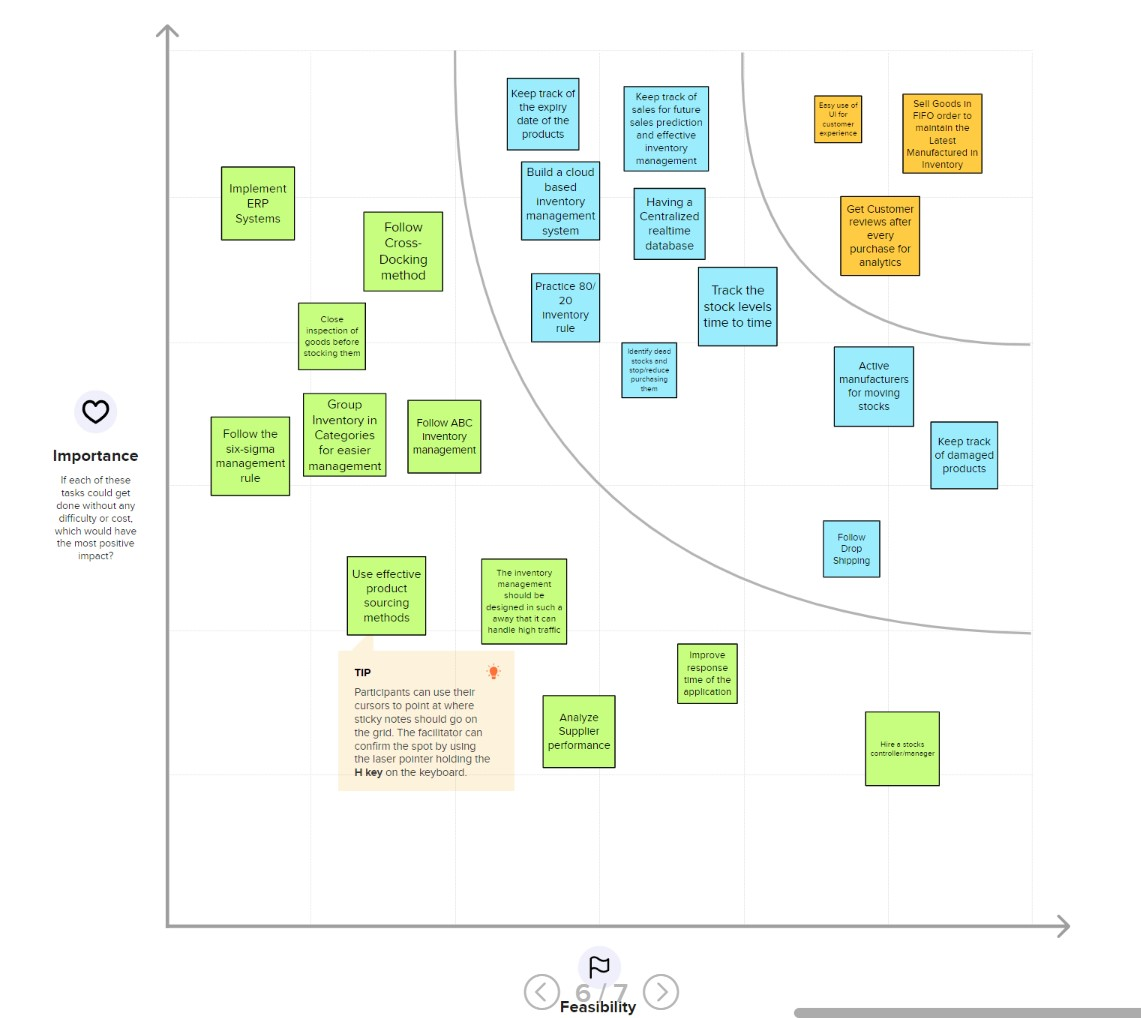 Keep track of
the expiry
date of the
products
Keep track of
sales for future
sales prediction
and effective
inventory
management
Easy use of
UI for
customer
experience
Sell Goods in
FIFO order to
maintain the
Latest
Manufactured in
Inventory
Implement
ERP
Systems
Build a cloud
based
inventory
management
system
Having a
Centralized
realtime
database
Get Customer
reviews after
every
purchase for
analytics
Follow
Cross-
Docking
method
Practice 80/
20
inventory
rule
Track the
stock levels
time to time
Close
inspection of
goods before
stocking them
Identify dead
stocks and
stop/reduce
purchasing
them
Active
manufacturers
for moving
stocks
Follow the
six-sigma
management
rule
Group
Inventory in
Categories
for easier
management
Follow ABC
Inventory
management
Keep track
of damaged
products
Importance
If each of these
tasks could get
done without any
difficulty or cost,
which would have
the most positive
impact?
Follow
Drop
Shipping
Use effective
product
sourcing
methods
The inventory
management
should be
designed in such a
away that it can
handle high traffic
Improve
response
time of the
application
TIP
Participants can use their
cursors to point at where
sticky notes should go on
the grid. The facilitator can
confirm the spot by using
the laser pointer holding the
H key on the keyboard.
Analyze
Supplier
performance
Hire a stocks
controller/manager
6 / 7
Feasibility